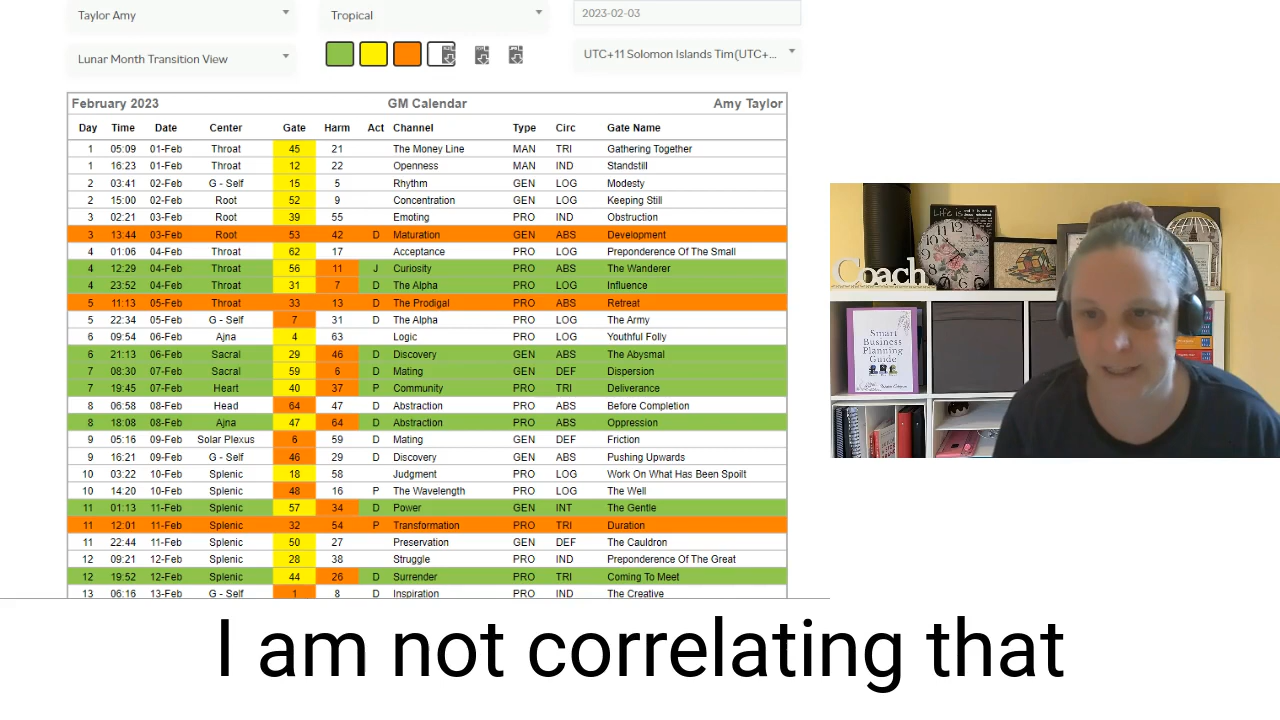 Taylor Amy
Tropical
2023-02-03
Lunar Month Transition View
UTC+11 Solomon Islands Tim(UTC+...
February 2023 GM Calendar Amy Taylor
Day Time Date Center Gate Harm Act Channel Type Circ Gate Name
1 05:09 01-Feb Throat 45 21 The Money Line MAN TRI Gathering Together
1 16:23 01-Feb Throat 12 22 Openness MAN IND Standstill
2 03:41 02-Feb G - Self 15 5 Rhythm GEN LOG Modesty
2 15:00 02-Feb Root 52 9 Concentration GEN LOG Keeping Still
3 02:21 03-Feb Root 39 55 Emoting PRO IND Obstruction
3 13:44 03-Feb Root 53 42 D Maturation GEN ABS Development
4 01:06 04-Feb Throat 62 17 Acceptance PRO LOG Preponderance Of The Small
4 12:29 04-Feb Throat 56 11 J Curiosity PRO ABS The Wanderer
4 23:52 04-Feb Throat 31 7 D The Alpha PRO LOG Influence
5 11:13 05-Feb Throat 33 13 D The Prodigal PRO ABS Retreat
5 22:34 05-Feb G - Self 7 31 D The Alpha PRO LOG The Army
6 09:54 06-Feb Ajna 4 63 Logic PRO LOG Youthful Folly
6 21:13 06-Feb Sacral 29 46 D Discovery GEN ABS The Abysmal
7 08:30 07-Feb Sacral 59 6 D Mating GEN DEF Dispersion
7 19:45 07-Feb Heart 40 37 P Community PRO TRI Deliverance
8 06:58 08-Feb Head 64 47 D Abstraction PRO ABS Before Completion
8 18:08 08-Feb Ajna 47 64 D Abstraction PRO ABS Oppression
9 05:16 09-Feb Solar Plexus 6 59 D Mating GEN DEF Friction
9 16:21 09-Feb G - Self 46 29 D Discovery GEN ABS Pushing Upwards
10 03:22 10-Feb Splenic 18 58 Judgment PRO LOG Work On What Has Been Spoilt
10 14:20 10-Feb Splenic 48 16 P The Wavelength PRO LOG The Well
11 01:13 11-Feb Splenic 57 34 D Power GEN INT The Gentle
11 12:01 11-Feb Splenic 32 54 P Transformation PRO TRI Duration
11 22:44 11-Feb Splenic 50 27 Preservation GEN DEF The Cauldron
12 09:21 12-Feb Splenic 28 38 Struggle PRO IND Preponderance Of The Great
12 19:52 12-Feb Splenic 44 26 D Surrender PRO TRI Coming To Meet
13 06:16 13-Feb G - Self 1 8 D Inspiration PRO IND The Creative
Life is
Coach
Smart
Business
Planning
Guide
I am not correlating that